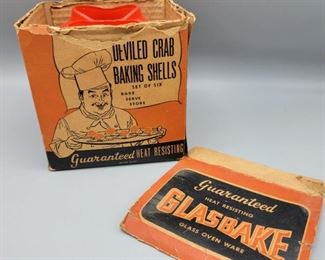 DEVILED CRAB
BAKING SHELLS
SET OF SIX
BAKE
SERVE
STORE
Guaranteed HEAT RESISTING
Guaranteed
HEAT RESISTING
GLASBAKE
GLASS OVEN WARE